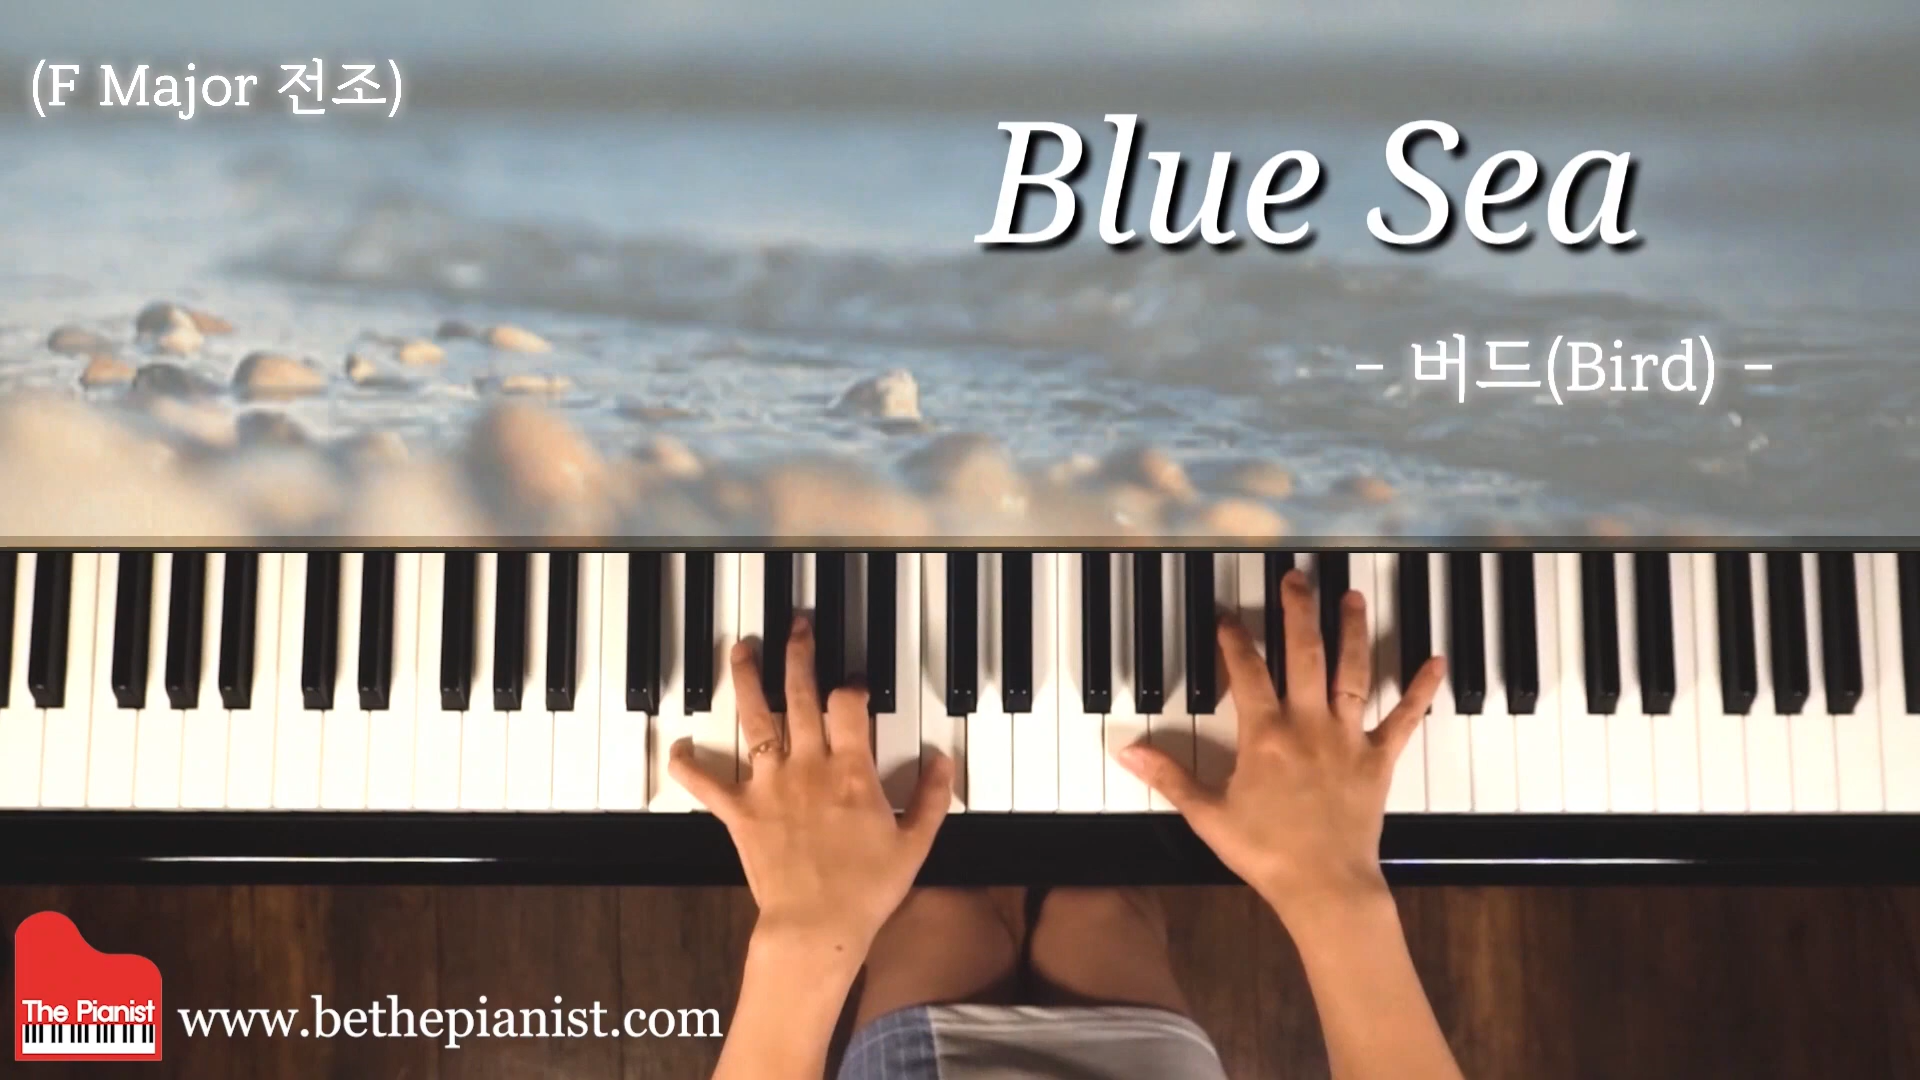 (F Major 전조)
Blue Sea
- 버드(Bird) -
The Pianist
www.bethepianist.com